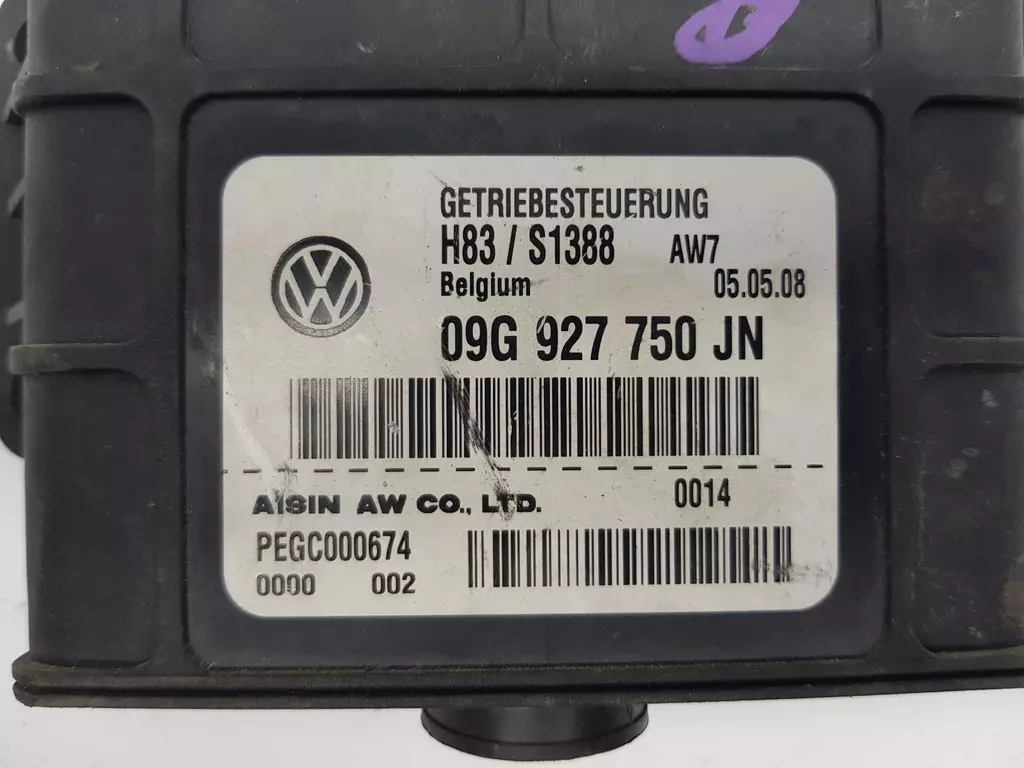 GETRIEBESTEUERUNG
H83 / S1388 AW7
Belgium 05.05.08
09G 927 750 JN
AISIN AW CO., LTD. 0014
PEGC000674
0000 002